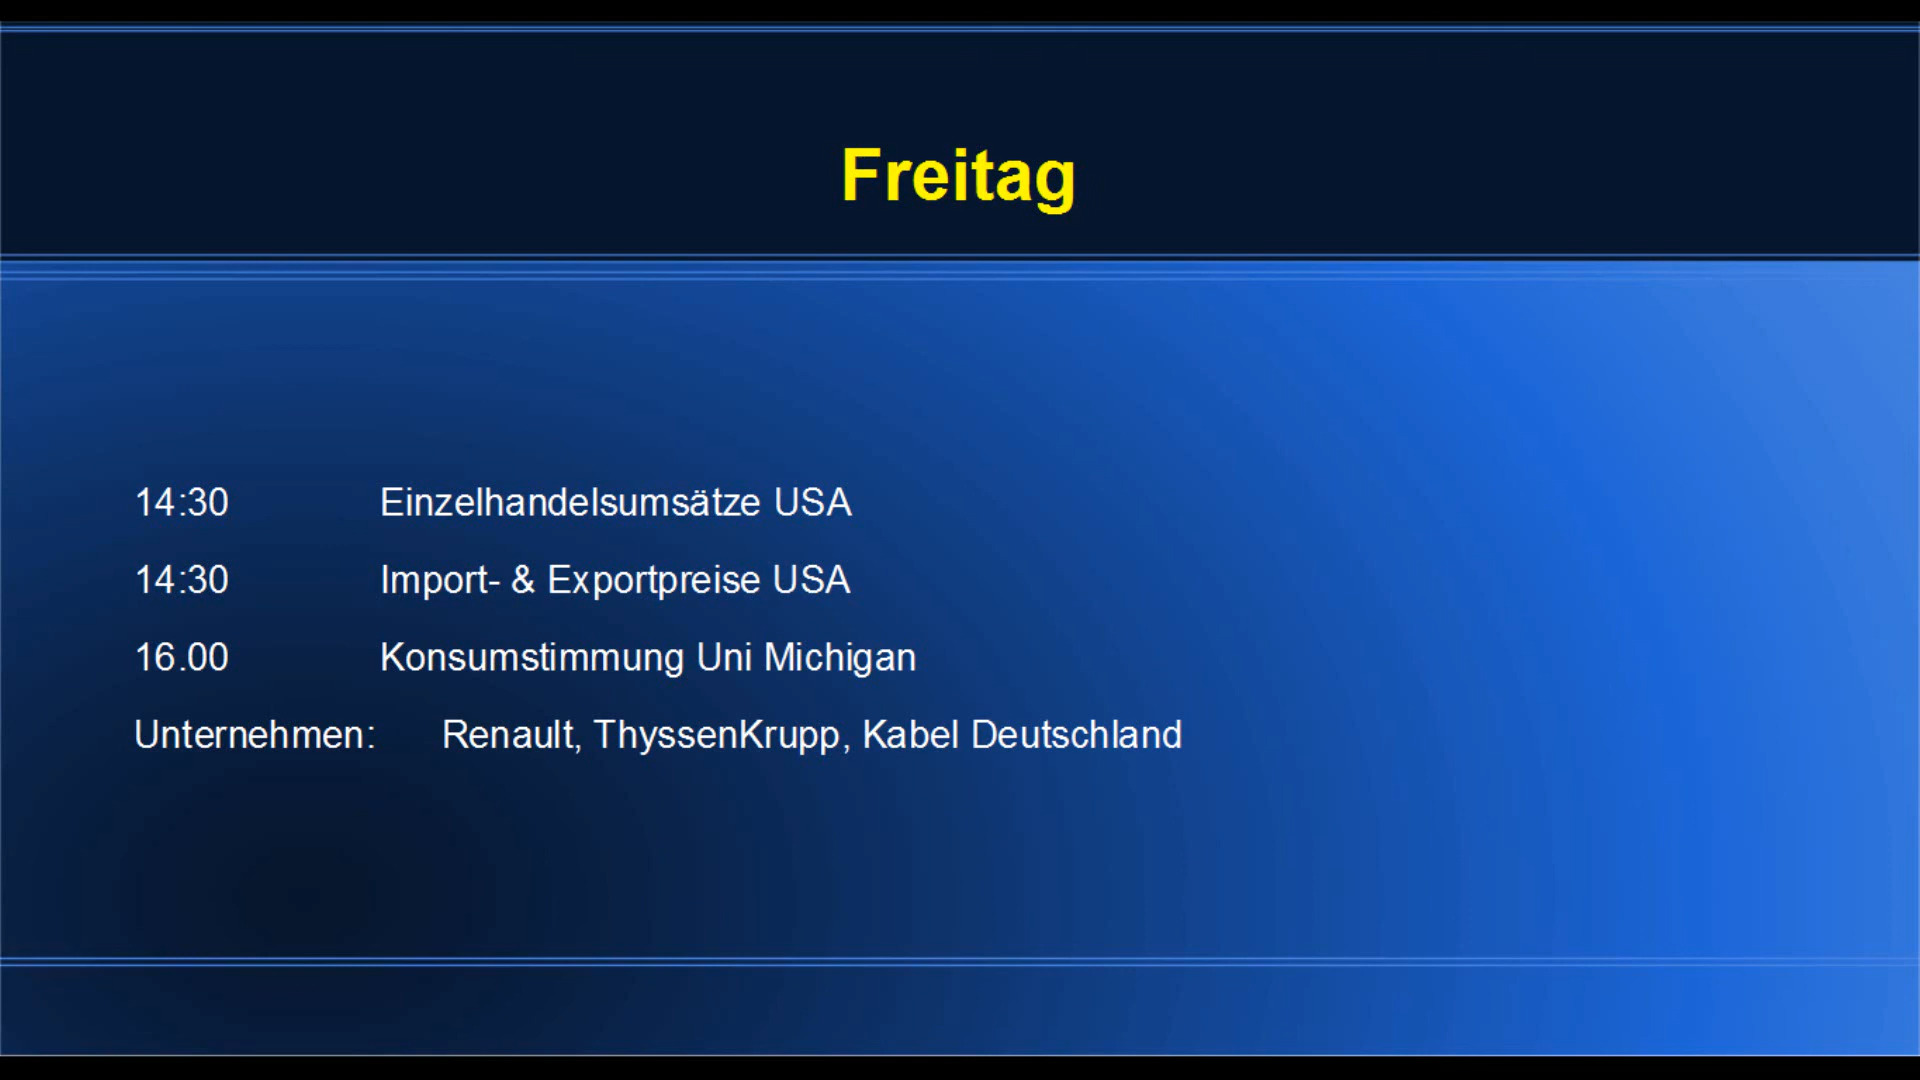 Freitag
14:30 Einzelhandelsumsätze USA
14:30 Import- & Exportpreise USA
16.00 Konsumstimmung Uni Michigan
Unternehmen: Renault, ThyssenKrupp, Kabel Deutschland